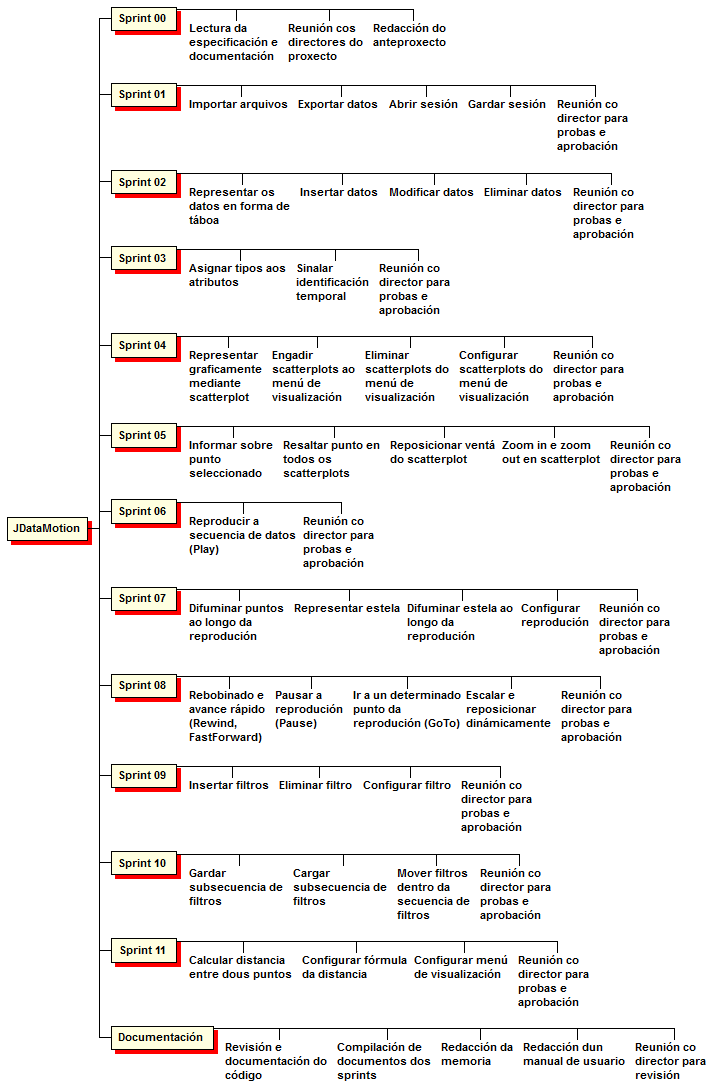 Sprint 00
Lectura da
especificación e
documentación
Reunión cos
directores do
proxecto
Redacción do
anteproxecto
Sprint 01
Importar arquivos
Exportar datos
Abrir sesión
Gardar sesión
Reunión co
director para
probas e
aprobación
Sprint 02
Representar os
datos en forma de
táboa
Insertar datos
Modificar datos
Eliminar datos
Reunión co
director para
probas e
aprobación
Sprint 03
Asignar tipos aos
atributos
Sinalar
identificación
temporal
Reunión co
director para
probas e
aprobación
Sprint 04
Representar
graficamente
mediante
scatterplot
Engadir
scatterplots ao
menú de
visualización
Eliminar
scatterplots do
menú de
visualización
Configurar
scatterplots do
menú de
visualización
Reunión co
director para
probas e
aprobación
Sprint 05
Informar sobre
punto
seleccionado
Resaltar punto en
todos os
scatterplots
Reposicionar ventá
do scatterplot
Zoom in e zoom
out en scatterplot
Reunión co
director para
probas e
aprobación
JDataMotion
Sprint 06
Reproducir a
secuencia de datos
(Play)
Reunión co
director para
probas e
aprobación
Sprint 07
Difuminar puntos
ao longo da
reprodución
Representar estela
Difuminar estela ao
longo da
reprodución
Configurar
reprodución
Reunión co
director para
probas e
aprobación
Sprint 08
Rebobinado e
avance rápido
(Rewind,
FastForward)
Pausar a
reprodución
(Pause)
Ir a un determinado
punto da
reprodución (GoTo)
Escalar e
reposicionar
dinámicamente
Reunión co
director para
probas e
aprobación
Sprint 09
Insertar filtros
Eliminar filtro
Configurar filtro
Reunión co
director para
probas e
aprobación
Sprint 10
Gardar
subsecuencia de
filtros
Cargar
subsecuencia de
filtros
Mover filtros
dentro da
secuencia de
filtros
Reunión co
director para
probas e
aprobación
Sprint 11
Calcular distancia
entre dous puntos
Configurar fórmula
da distancia
Configurar menú
de visualización
Reunión co
director para
probas e
aprobación
Documentación
Revisión e
documentación do
código
Compilación de
documentos dos
sprints
Redacción da
memoria
Redacción dun
manual de usuario
Reunión co
director para
revisión